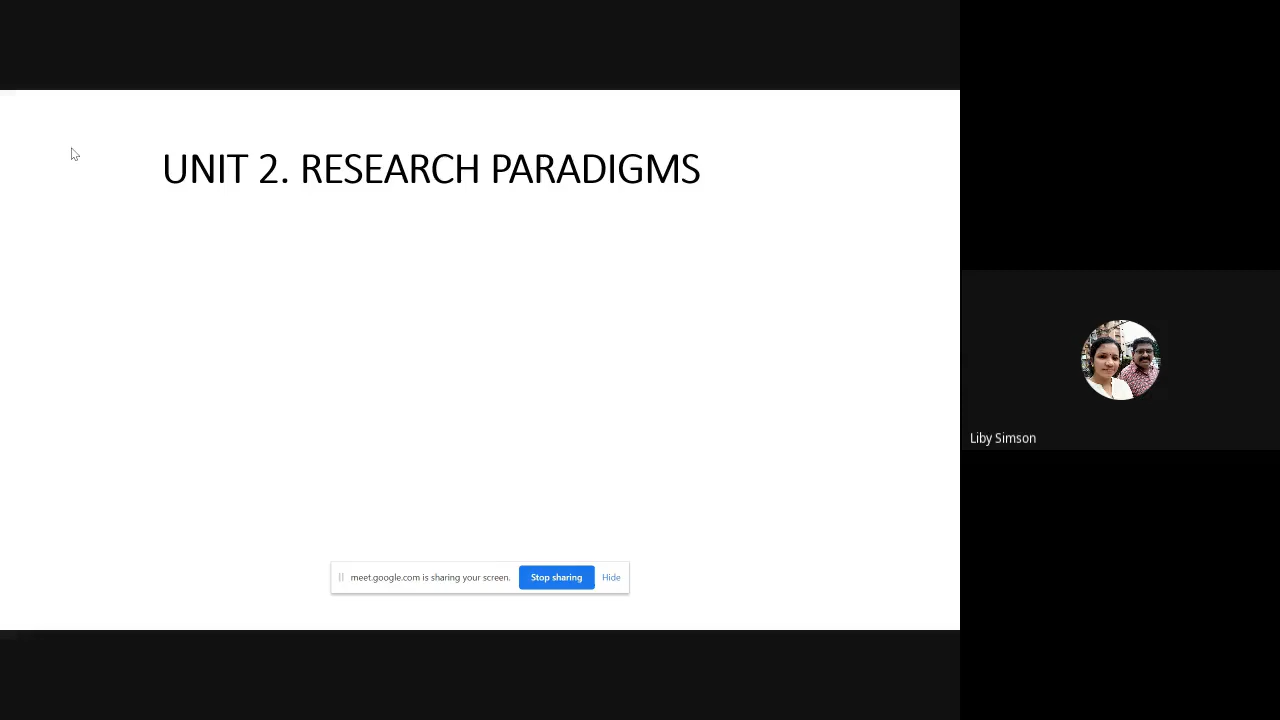 UNIT 2. RESEARCH PARADIGMS
Liby Simson
meet.google.com is sharing your screen. Stop sharing Hide